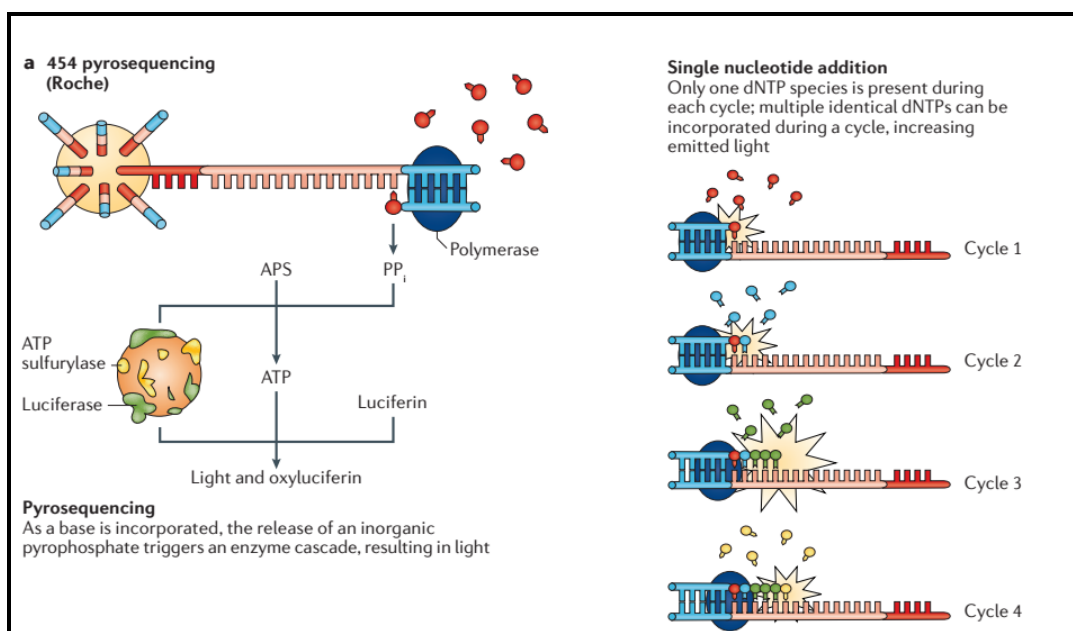 a 454 pyrosequencing
(Roche)
Polymerase
APS
PPi
ATP
sulfurylase
Luciferase
ATP
Luciferin
Light and oxyluciferin
Pyrosequencing
As a base is incorporated, the release of an inorganic
pyrophosphate triggers an enzyme cascade, resulting in light
Single nucleotide addition
Only one dNTP species is present during
each cycle; multiple identical dNTPs can be
incorporated during a cycle, increasing
emitted light
Cycle 1
Cycle 2
Cycle 3
Cycle 4